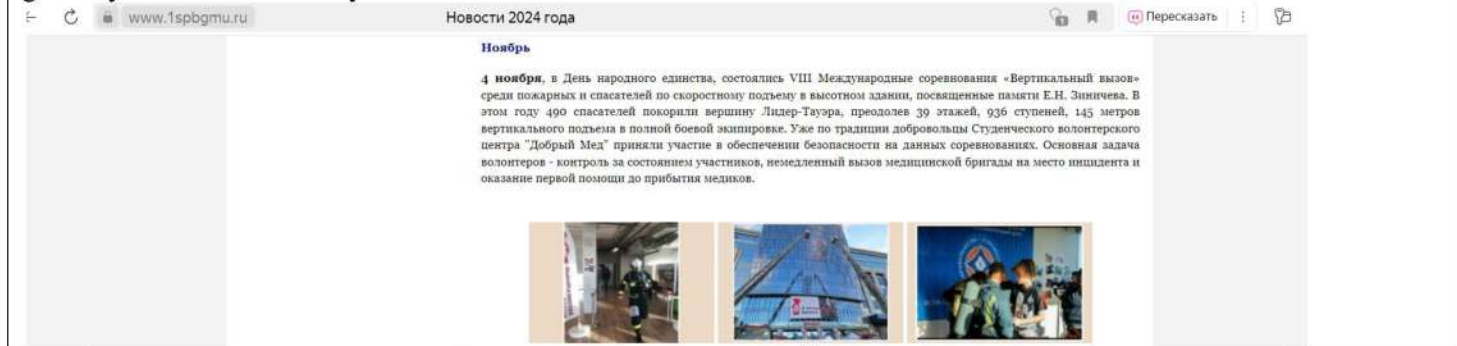 www.1spbgmu.ru
Новости 2024 года
Пересказать
Ноябрь
4 ноября, в День народного единства, состоялись VIII Международные соревнования «Вертикальный вызов»
среди пожарных и спасателей по скоростному подъему в высотном здании, посвященные памяти Е.Н. Зиничева. В
этом году 490 спасателей покорили вершину Лидер-Тауэра, преодолев 39 этажей, 936 ступеней, 145 метров
вертикального подъема в полной боевой экипировке. Уже по традиции добровольцы Студенческого волонтерского
центра "Добрый Мед" приняли участие в обеспечении безопасности на данных соревнованиях. Основная задача
волонтеров - контроль за состоянием участников, немедленный вызов медицинской бригады на место инцидента и
оказание первой помощи до прибытия медиков.